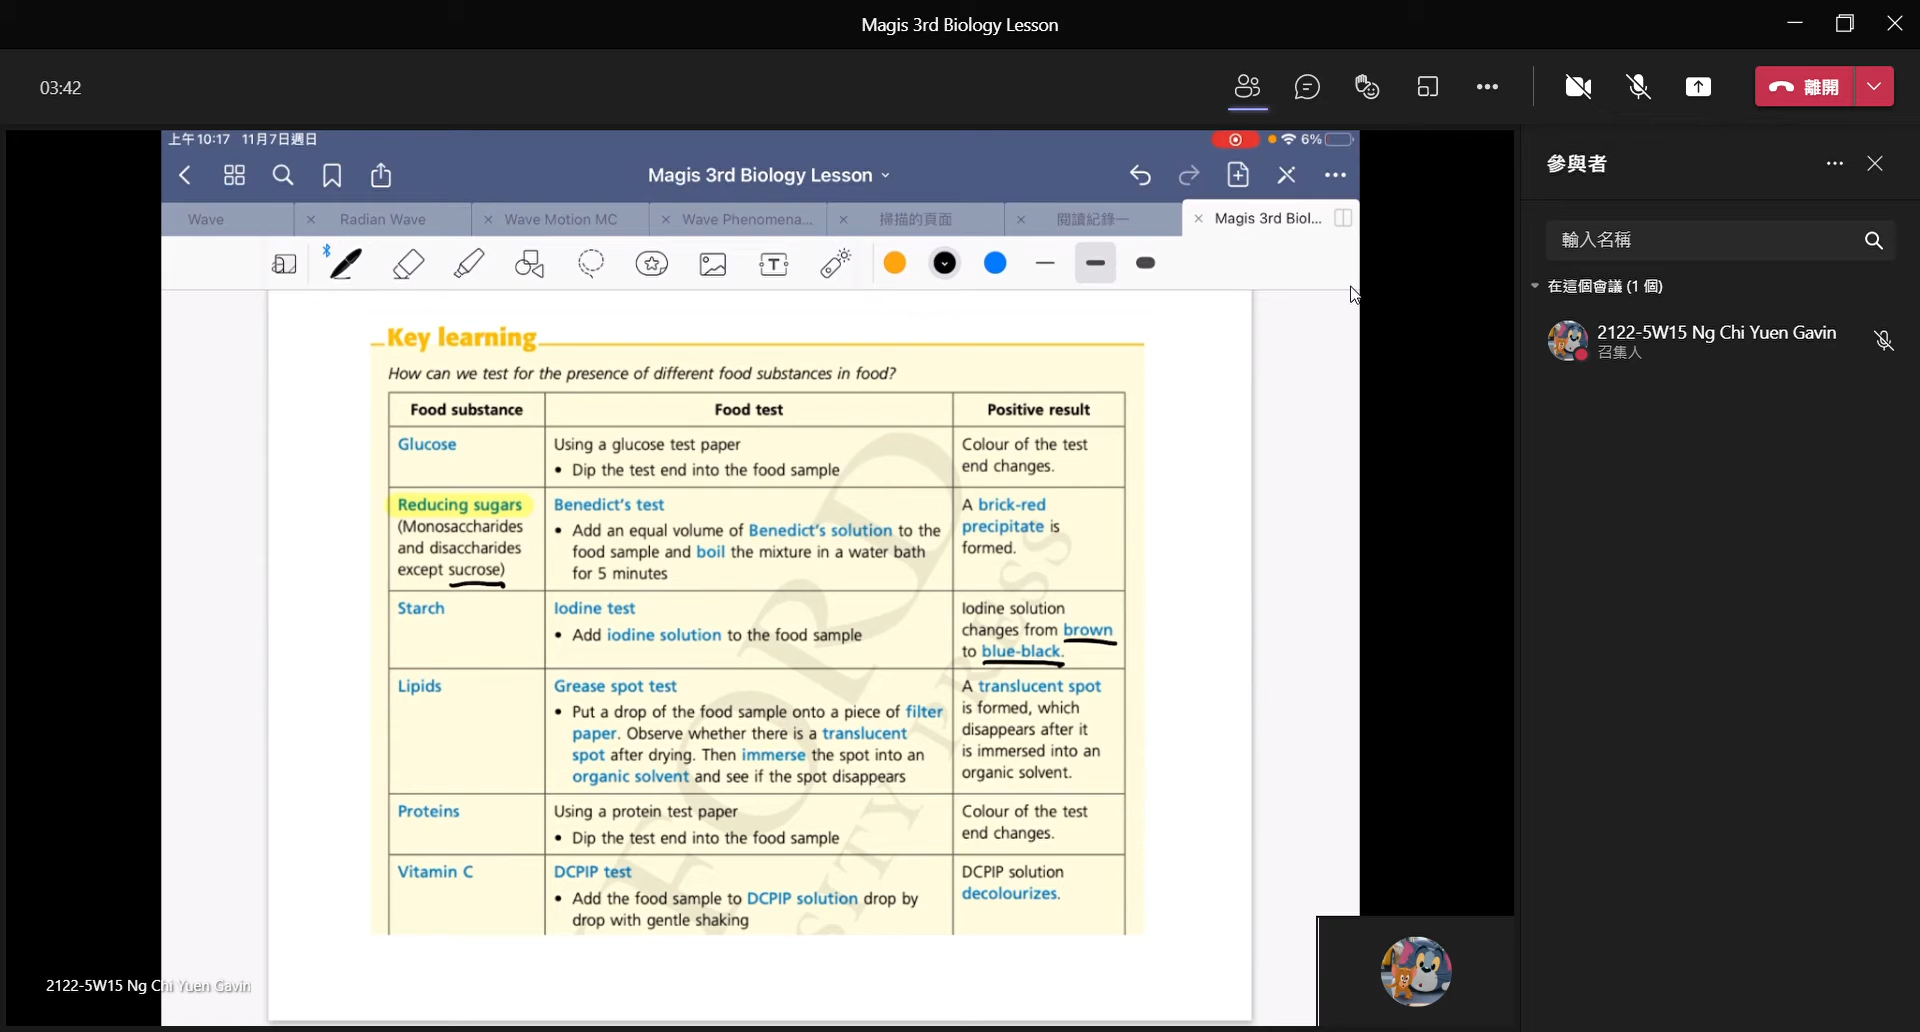 Magis 3rd Biology Lesson
03:42
離開
上午10:17 11月7日週日
6%
Magis 3rd Biology Lesson
Wave
Radian Wave
Wave Motion MC
Wave Phenomena...
掃描的頁面
閱讀紀錄一
Magis 3rd Biol...
Key learning
How can we test for the presence of different food substances in food?
Food substance
Food test
Positive result
Glucose
Using a glucose test paper
• Dip the test end into the food sample
Colour of the test
end changes.
Reducing sugars
(Monosaccharides
and disaccharides
except sucrose)
Benedict's test
• Add an equal volume of Benedict's solution to the
food sample and boil the mixture in a water bath
for 5 minutes
A brick-red
precipitate is
formed.
Starch
Iodine test
• Add iodine solution to the food sample
Iodine solution
changes from brown
to blue-black.
Lipids
Grease spot test
• Put a drop of the food sample onto a piece of filter
paper. Observe whether there is a translucent
spot after drying. Then immerse the spot into an
organic solvent and see if the spot disappears
A translucent spot
is formed, which
disappears after it
is immersed into an
organic solvent.
Proteins
Using a protein test paper
• Dip the test end into the food sample
Colour of the test
end changes.
Vitamin C
DCPIP test
• Add the food sample to DCPIP solution drop by
drop with gentle shaking
DCPIP solution
decolourizes.
2122-5W15 Ng Chi Yuen Gavin
參與者
輸入名稱
在這個會議 (1 個)
2122-5W15 Ng Chi Yuen Gavin
召集人